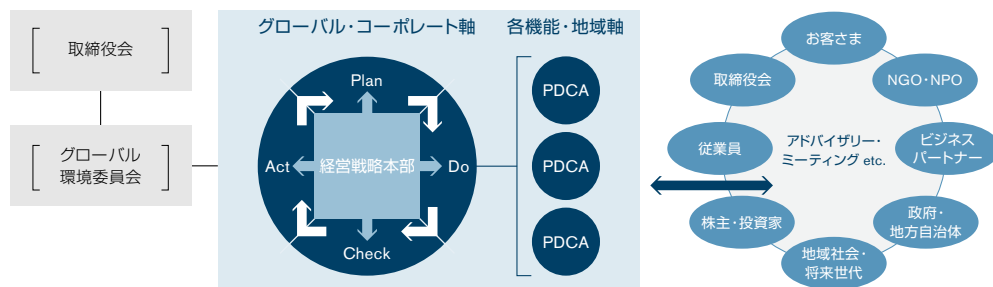 取締役会
グローバル
環境委員会
グローバル・コーポレート軸
Plan
Act
経営戦略本部
Do
Check
各機能・地域軸
PDCA
PDCA
PDCA
お客さま
取締役会
NGO・NPO
従業員
アドバイザリー・
ミーティング etc.
ビジネス
パートナー
株主・投資家
政府・
地方自治体
地域社会・
将来世代